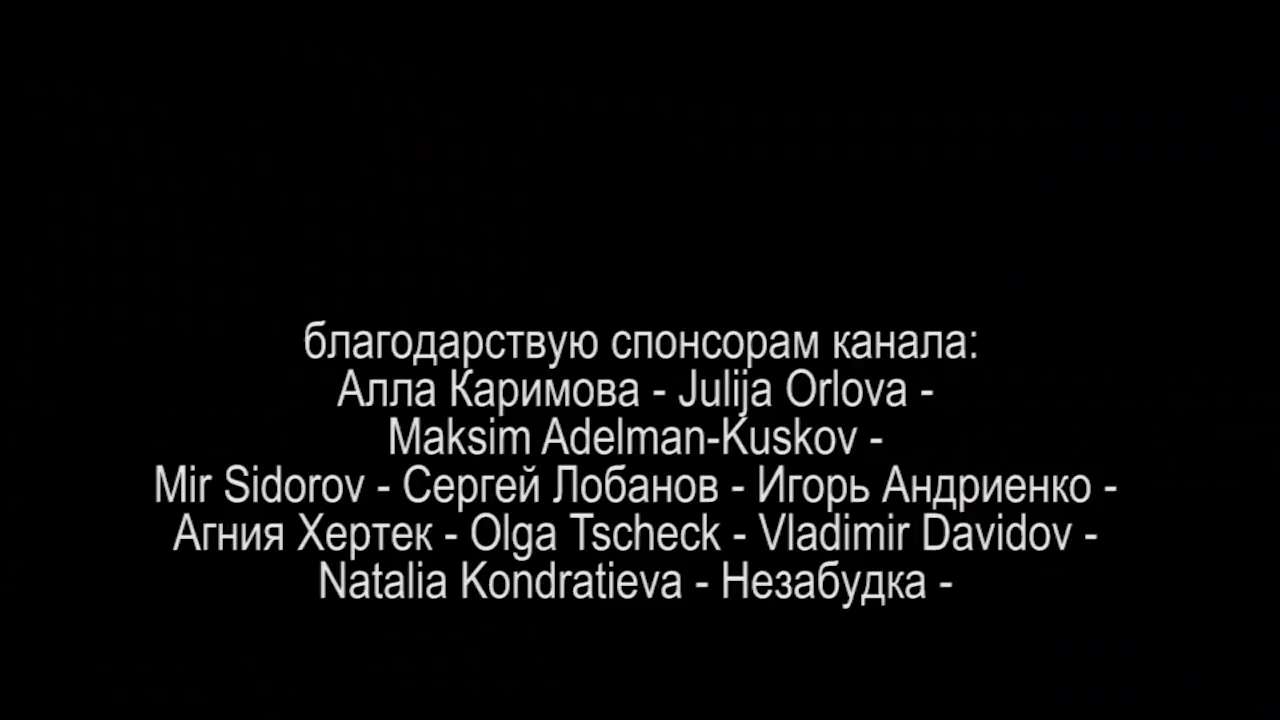 благодарствую спонсорам канала:
Алла Каримова - Julija Orlova -
Maksim Adelman-Kuskov -
Mir Sidorov - Сергей Лобанов - Игорь Андриенко -
Агния Хертек - Olga Tscheck - Vladimir Davidov -
Natalia Kondratieva - Незабудка -